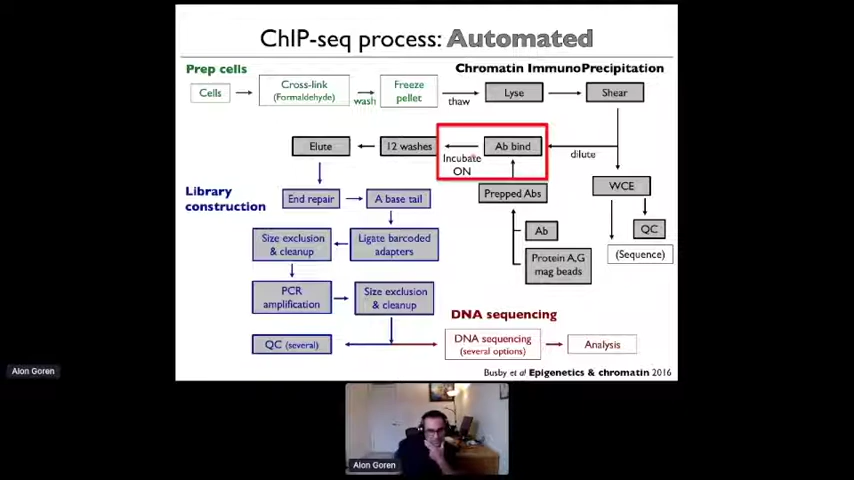 ChIP-seq process: Automated
Prep cells
Chromatin ImmunoPrecipitation
Cells
Cross-link
(Formaldehyde)
wash
Freeze
pellet
thaw
Lyse
Shear
Elute
12 washes
Incubate
ON
Ab bind
dilute
Library
construction
End repair
A base tail
Prepped Abs
WCE
Size exclusion
& cleanup
Ligate barcoded
adapters
Ab
QC
Protein A,G
mag beads
(Sequence)
PCR
amplification
Size exclusion
& cleanup
DNA sequencing
QC (several)
DNA sequencing
(several options)
Analysis
Busby et al Epigenetics & chromatin 2016
Alon Goren
Alon Goren